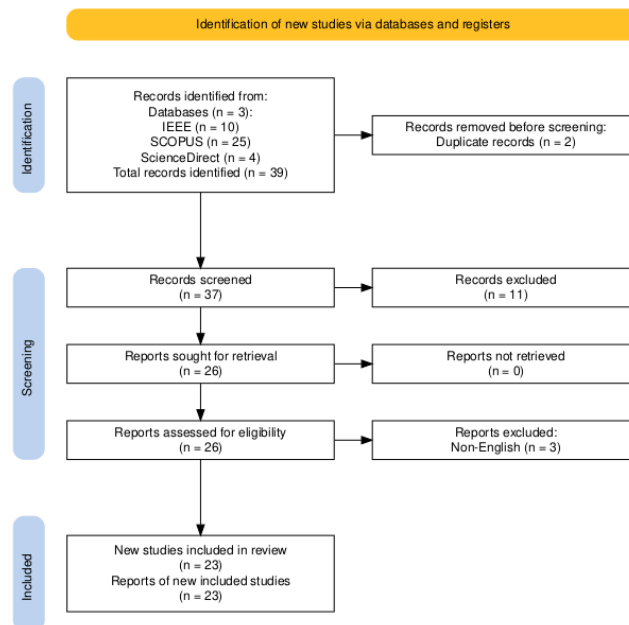 Identification of new studies via databases and registers
Identification
Records identified from:
Databases (n = 3):
IEEE (n = 10)
SCOPUS (n = 25)
ScienceDirect (n = 4)
Total records identified (n = 39)
Records removed before screening:
Duplicate records (n = 2)
Screening
Records screened
(n = 37)
Records excluded
(n = 11)
Reports sought for retrieval
(n = 26)
Reports not retrieved
(n = 0)
Reports assessed for eligibility
(n = 26)
Reports excluded:
Non-English (n = 3)
Included
New studies included in review
(n = 23)
Reports of new included studies
(n = 23)